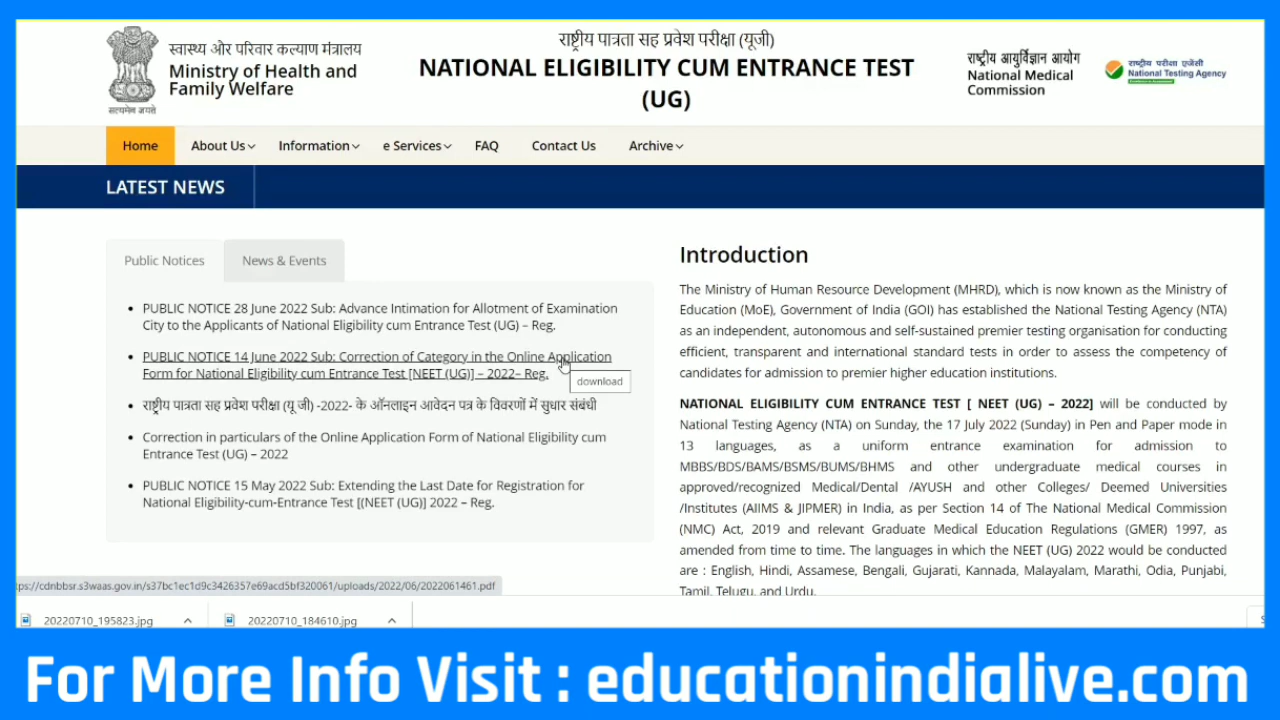 स्वास्थ्य और परिवार कल्याण मंत्रालय
Ministry of Health and
Family Welfare
सत्यमेव जयते
राष्ट्रीय पात्रता सह प्रवेश परीक्षा (यूजी)
NATIONAL ELIGIBILITY CUM ENTRANCE TEST
(UG)
राष्ट्रीय आयुर्विज्ञान आयोग
National Medical
Commission
राष्ट्रीय परीक्षा एजेंसी
National Testing Agency
Home About Us Information e Services FAQ Contact Us Archive
LATEST NEWS
Public Notices News & Events
PUBLIC NOTICE 28 June 2022 Sub: Advance Intimation for Allotment of Examination
City to the Applicants of National Eligibility cum Entrance Test (UG) – Reg.
PUBLIC NOTICE 14 June 2022 Sub: Correction of Category in the Online Application
Form for National Eligibility cum Entrance Test [NEET (UG)] – 2022– Reg.
download
राष्ट्रीय पात्रता सह प्रवेश परीक्षा (यू जी) -2022- के ऑनलाइन आवेदन पत्र के विवरणों में सुधार संबंधी
Correction in particulars of the Online Application Form of National Eligibility cum
Entrance Test (UG) – 2022
PUBLIC NOTICE 15 May 2022 Sub: Extending the Last Date for Registration for
National Eligibility-cum-Entrance Test [(NEET (UG)] 2022 – Reg.
Introduction
The Ministry of Human Resource Development (MHRD), which is now known as the Ministry of
Education (MoE), Government of India (GOI) has established the National Testing Agency (NTA)
as an independent, autonomous and self-sustained premier testing organisation for conducting
efficient, transparent and international standard tests in order to assess the competency of
candidates for admission to premier higher education institutions.
NATIONAL ELIGIBILITY CUM ENTRANCE TEST [ NEET (UG) – 2022] will be conducted by
National Testing Agency (NTA) on Sunday, the 17 July 2022 (Sunday) in Pen and Paper mode in
13 languages, as a uniform entrance examination for admission to
MBBS/BDS/BAMS/BSMS/BUMS/BHMS and other undergraduate medical courses in
approved/recognized Medical/Dental /AYUSH and other Colleges/ Deemed Universities
/Institutes (AIIMS & JIPMER) in India, as per Section 14 of The National Medical Commission
(NMC) Act, 2019 and relevant Graduate Medical Education Regulations (GMER) 1997, as
amended from time to time. The languages in which the NEET (UG) 2022 would be conducted
are : English, Hindi, Assamese, Bengali, Gujarati, Kannada, Malayalam, Marathi, Odia, Punjabi,
Tamil, Telugu, and Urdu.
tps://cdnbbsr.s3waas.gov.in/s37bc1ec1d9c3426357e69acd5bf320061/uploads/2022/06/2022061461.pdf
20220710_195823.jpg 20220710_184610.jpg
For More Info Visit : educationindialive.com